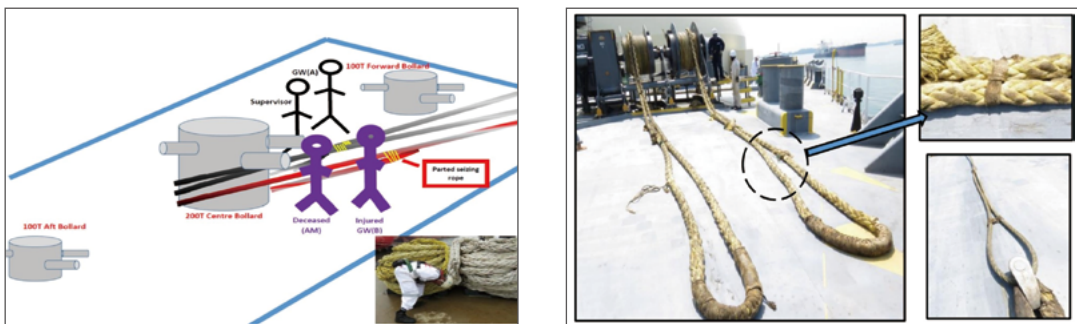 GW(A)
100T Forward Bollard
Supervisor
Parted seizing
rope
200T Centre Bollard
Deceased
(AM)
Injured
GW(B)
100T Aft Bollard